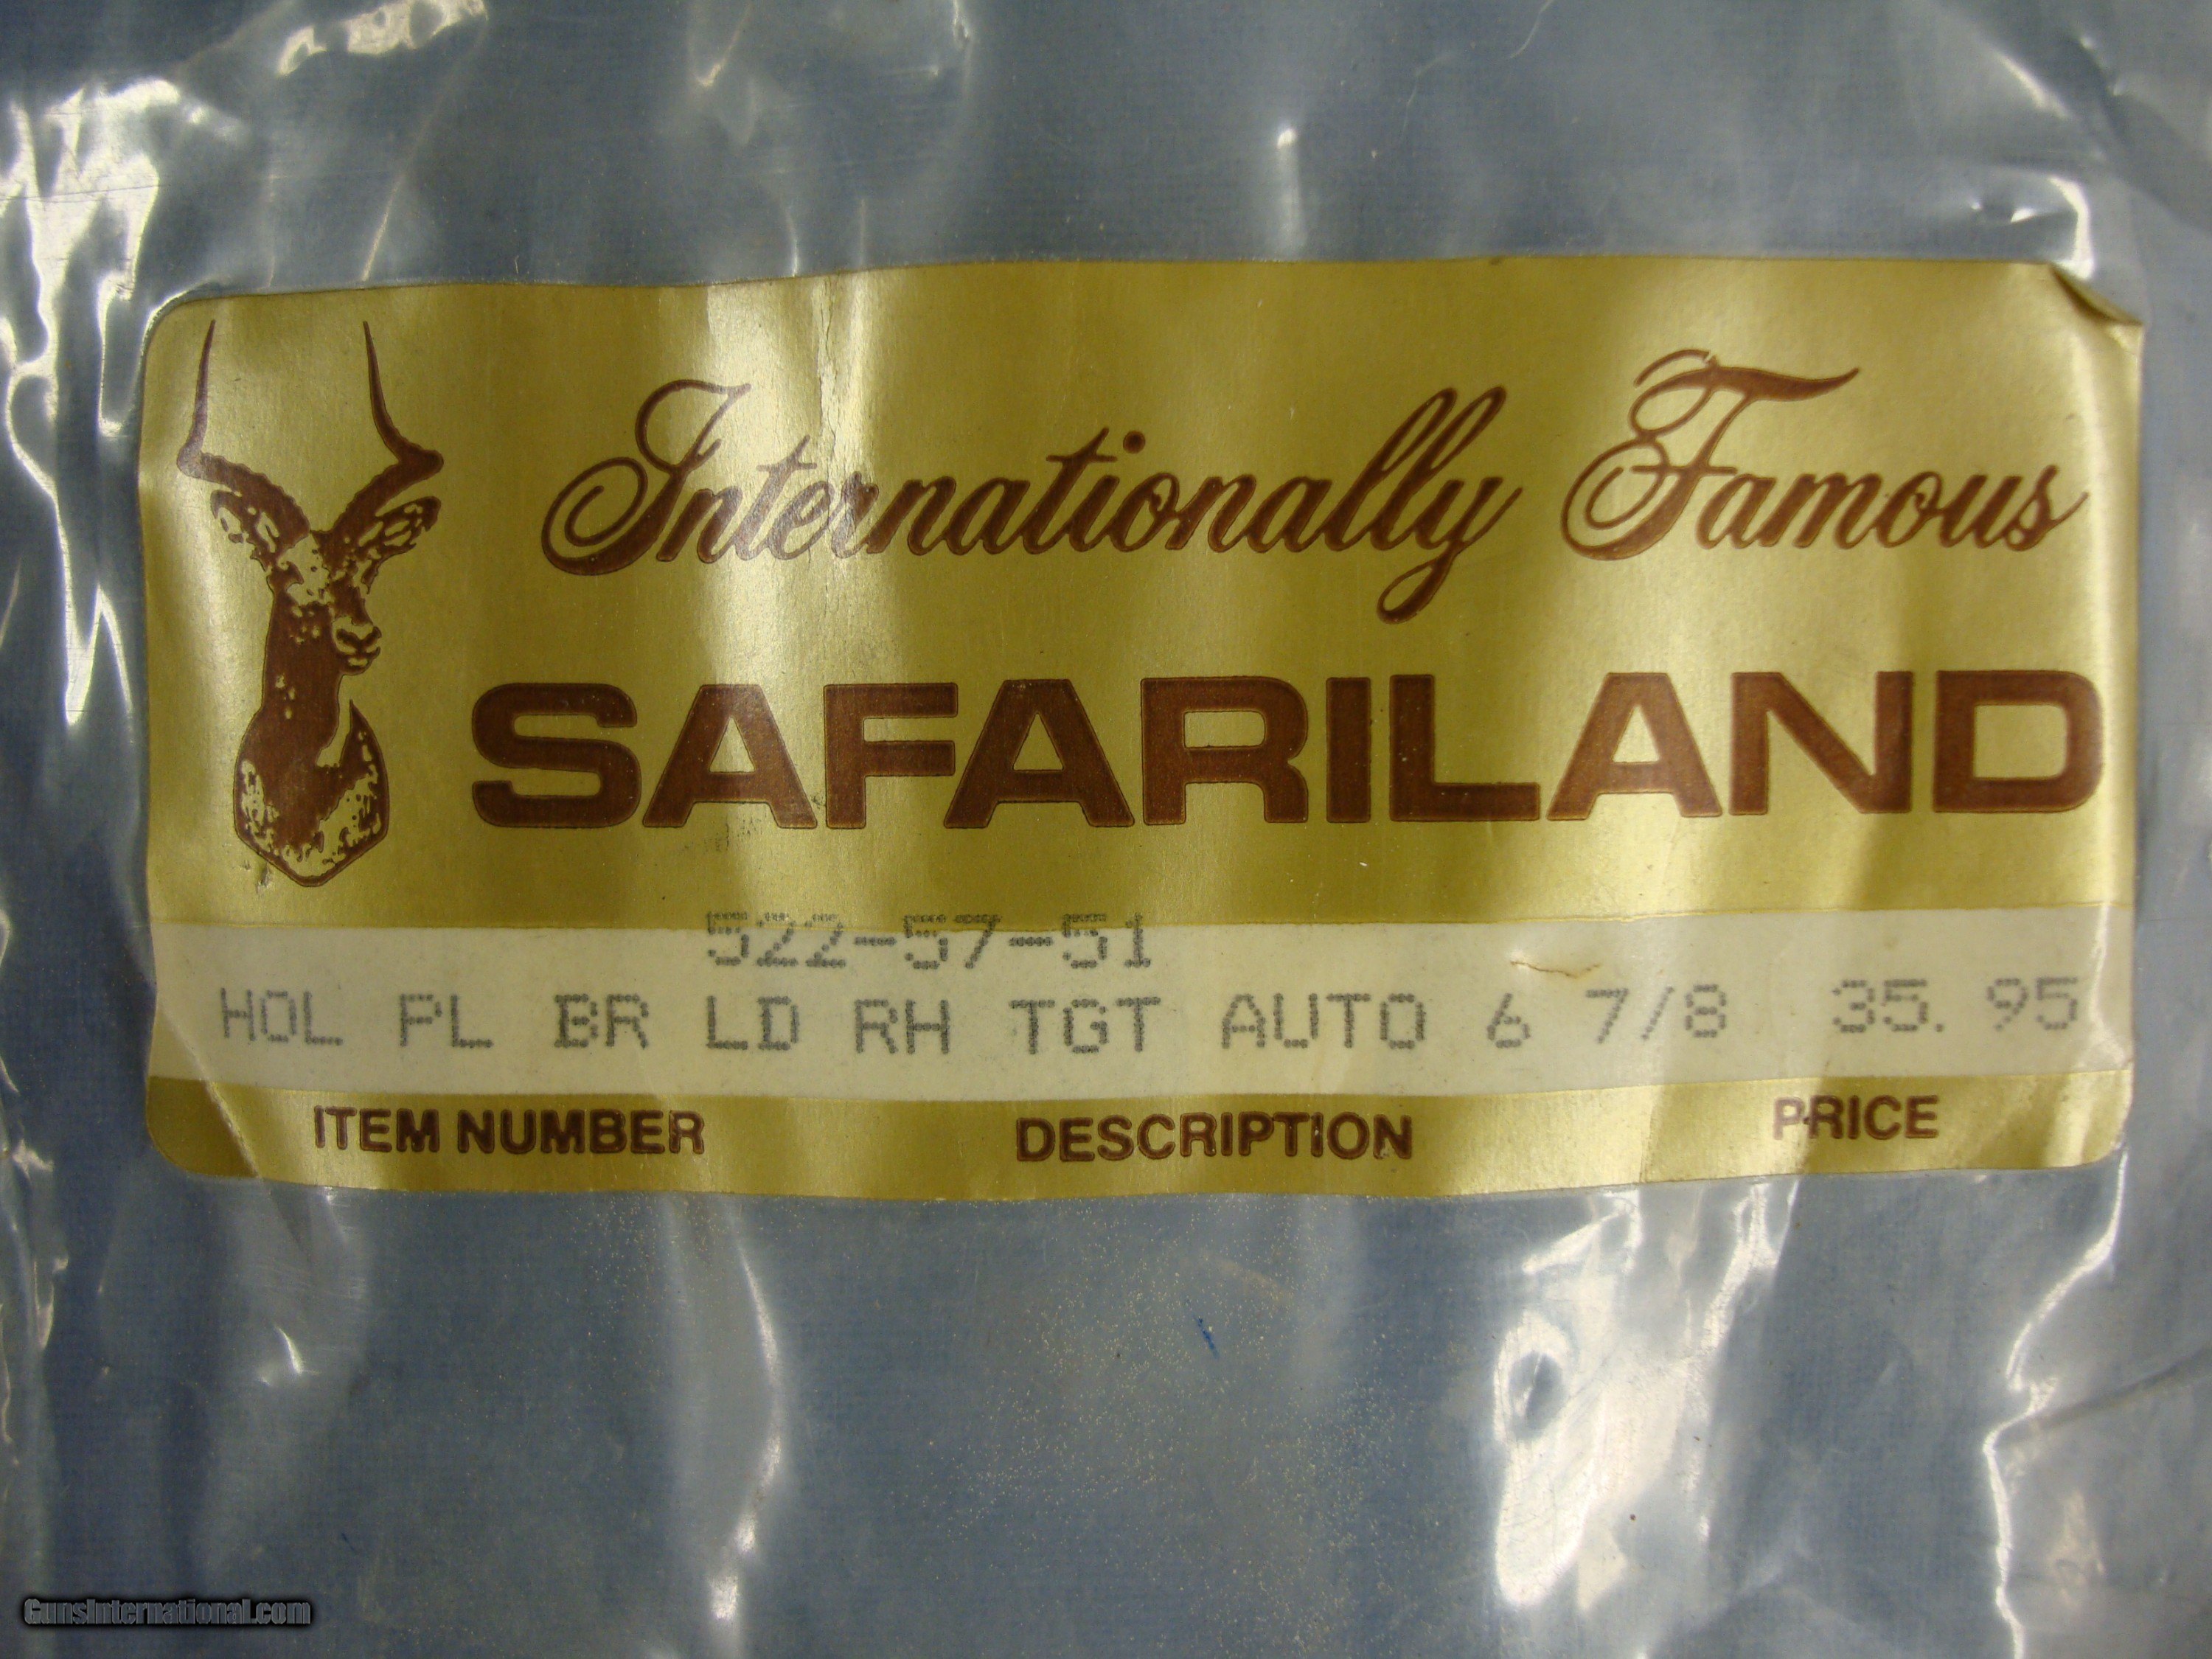 Internationally Famous
SAFARILAND
522-57-51
HOL PL BR LD RH TGT AUTO 6 7/8 35.95
ITEM NUMBER DESCRIPTION PRICE
GunsInternational.com